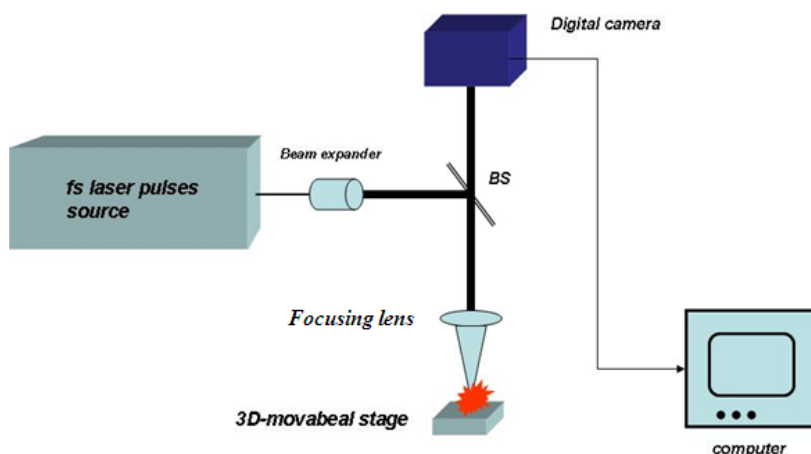 Digital camera
Beam expander
fs laser pulses
source
BS
Focusing lens
3D-movabeal stage
computer